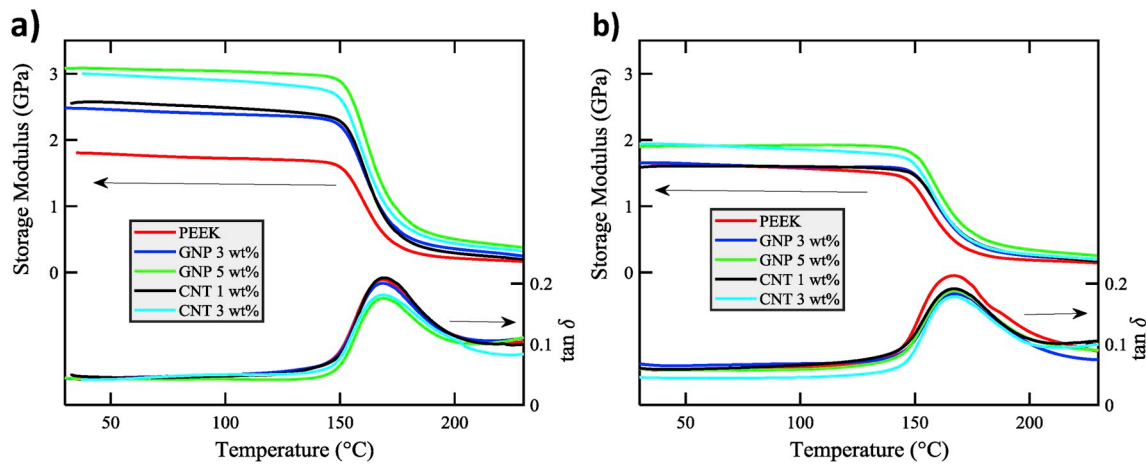 a)
Storage Modulus (GPa)
3
2
1
0
PEEK
GNP 3 wt%
GNP 5 wt%
CNT 1 wt%
CNT 3 wt%
0.2
0.1
0
tan δ
50
100
150
200
Temperature (°C)
b)
Storage Modulus (GPa)
3
2
1
0
PEEK
GNP 3 wt%
GNP 5 wt%
CNT 1 wt%
CNT 3 wt%
0.2
0.1
0
tan δ
50
100
150
200
Temperature (°C)